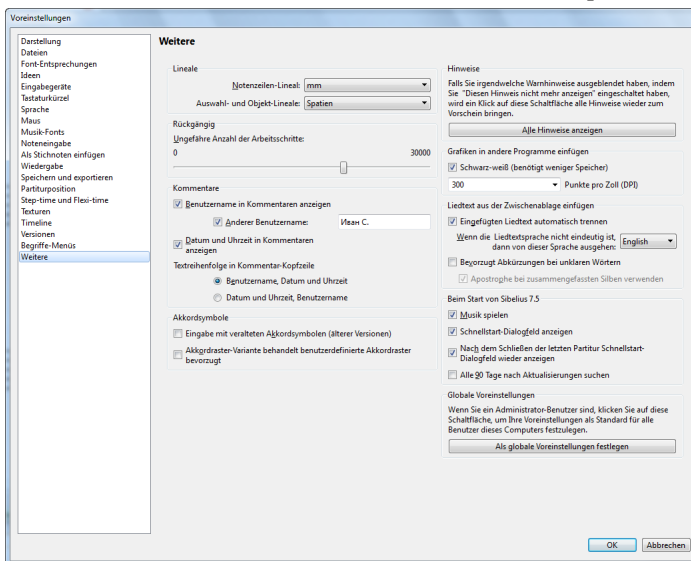 Voreinstellungen
Darstellung
Dateien
Font-Entsprechungen
Ideen
Eingabegeräte
Tastaturkürzel
Sprache
Maus
Musik-Fonts
Noteneingabe
Als Stichnoten einfügen
Wiedergabe
Speichern und exportieren
Partiturposition
Step-time und Flexi-time
Texturen
Timeline
Versionen
Begriffe-Menüs
Weitere
Weitere
Lineale
Notenzeilen-Lineal: mm
Auswahl- und Objekt-Lineale: Spatien
Rückgängig
Ungefähre Anzahl der Arbeitsschritte:
0 30000
Kommentare
Benutzername in Kommentaren anzeigen
Anderer Benutzername: Иван С.
Datum und Uhrzeit in Kommentaren
anzeigen
Textreihenfolge in Kommentar-Kopfzeile
Benutzername, Datum und Uhrzeit
Datum und Uhrzeit, Benutzername
Akkordsymbole
Eingabe mit veralteten Akkordsymbolen (älterer Versionen)
Akkordraster-Variante behandelt benutzerdefinierte Akkordraster
bevorzugt
Hinweise
Falls Sie irgendwelche Warnhinweise ausgeblendet haben, indem
Sie "Diesen Hinweis nicht mehr anzeigen" eingeschaltet haben,
wird ein Klick auf diese Schaltfläche alle Hinweise wieder zum
Vorschein bringen.
Alle Hinweise anzeigen
Grafiken in andere Programme einfügen
Schwarz-weiß (benötigt weniger Speicher)
300 Punkte pro Zoll (DPI)
Liedtext aus der Zwischenablage einfügen
Eingefügten Liedtext automatisch trennen
Wenn die Liedtextsprache nicht eindeutig ist,
dann von dieser Sprache ausgehen: English
Bevorzugt Abkürzungen bei unklaren Wörtern
Apostrophe bei zusammengefassten Silben verwenden
Beim Start von Sibelius 7.5
Musik spielen
Schnellstart-Dialogfeld anzeigen
Nach dem Schließen der letzten Partitur Schnellstart-
Dialogfeld wieder anzeigen
Alle 90 Tage nach Aktualisierungen suchen
Globale Voreinstellungen
Wenn Sie ein Administrator-Benutzer sind, klicken Sie auf diese
Schaltfläche, um Ihre Voreinstellungen als Standard für alle
Benutzer dieses Computers festzulegen.
Als globale Voreinstellungen festlegen
OK Abbrechen